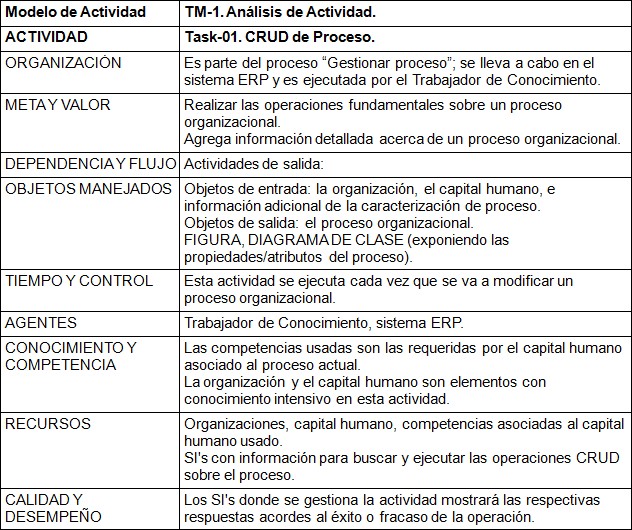 Modelo de Actividad TM-1. Análisis de Actividad.
ACTIVIDAD Task-01. CRUD de Proceso.
ORGANIZACIÓN Es parte del proceso “Gestionar proceso”; se lleva a cabo en el
sistema ERP y es ejecutada por el Trabajador de Conocimiento.
META Y VALOR Realizar las operaciones fundamentales sobre un proceso
organizacional.
Agrega información detallada acerca de un proceso organizacional.
DEPENDENCIA Y FLUJO Actividades de salida:
OBJETOS MANEJADOS Objetos de entrada: la organización, el capital humano, e
información adicional de la caracterización de proceso.
Objetos de salida: el proceso organizacional.
FIGURA, DIAGRAMA DE CLASE (exponiendo las
propiedades/atributos del proceso).
TIEMPO Y CONTROL Esta actividad se ejecuta cada vez que se va a modificar un
proceso organizacional.
AGENTES Trabajador de Conocimiento, sistema ERP.
CONOCIMIENTO Y Las competencias usadas son las requeridas por el capital humano
COMPETENCIA asociado al proceso actual.
La organización y el capital humano son elementos con
conocimiento intensivo en esta actividad.
RECURSOS Organizaciones, capital humano, competencias asociadas al capital
humano usado.
SI's con información para buscar y ejecutar las operaciones CRUD
sobre el proceso.
CALIDAD Y Los SI's donde se gestiona la actividad mostrará las respectivas
DESEMPEÑO respuestas acordes al éxito o fracaso de la operación.